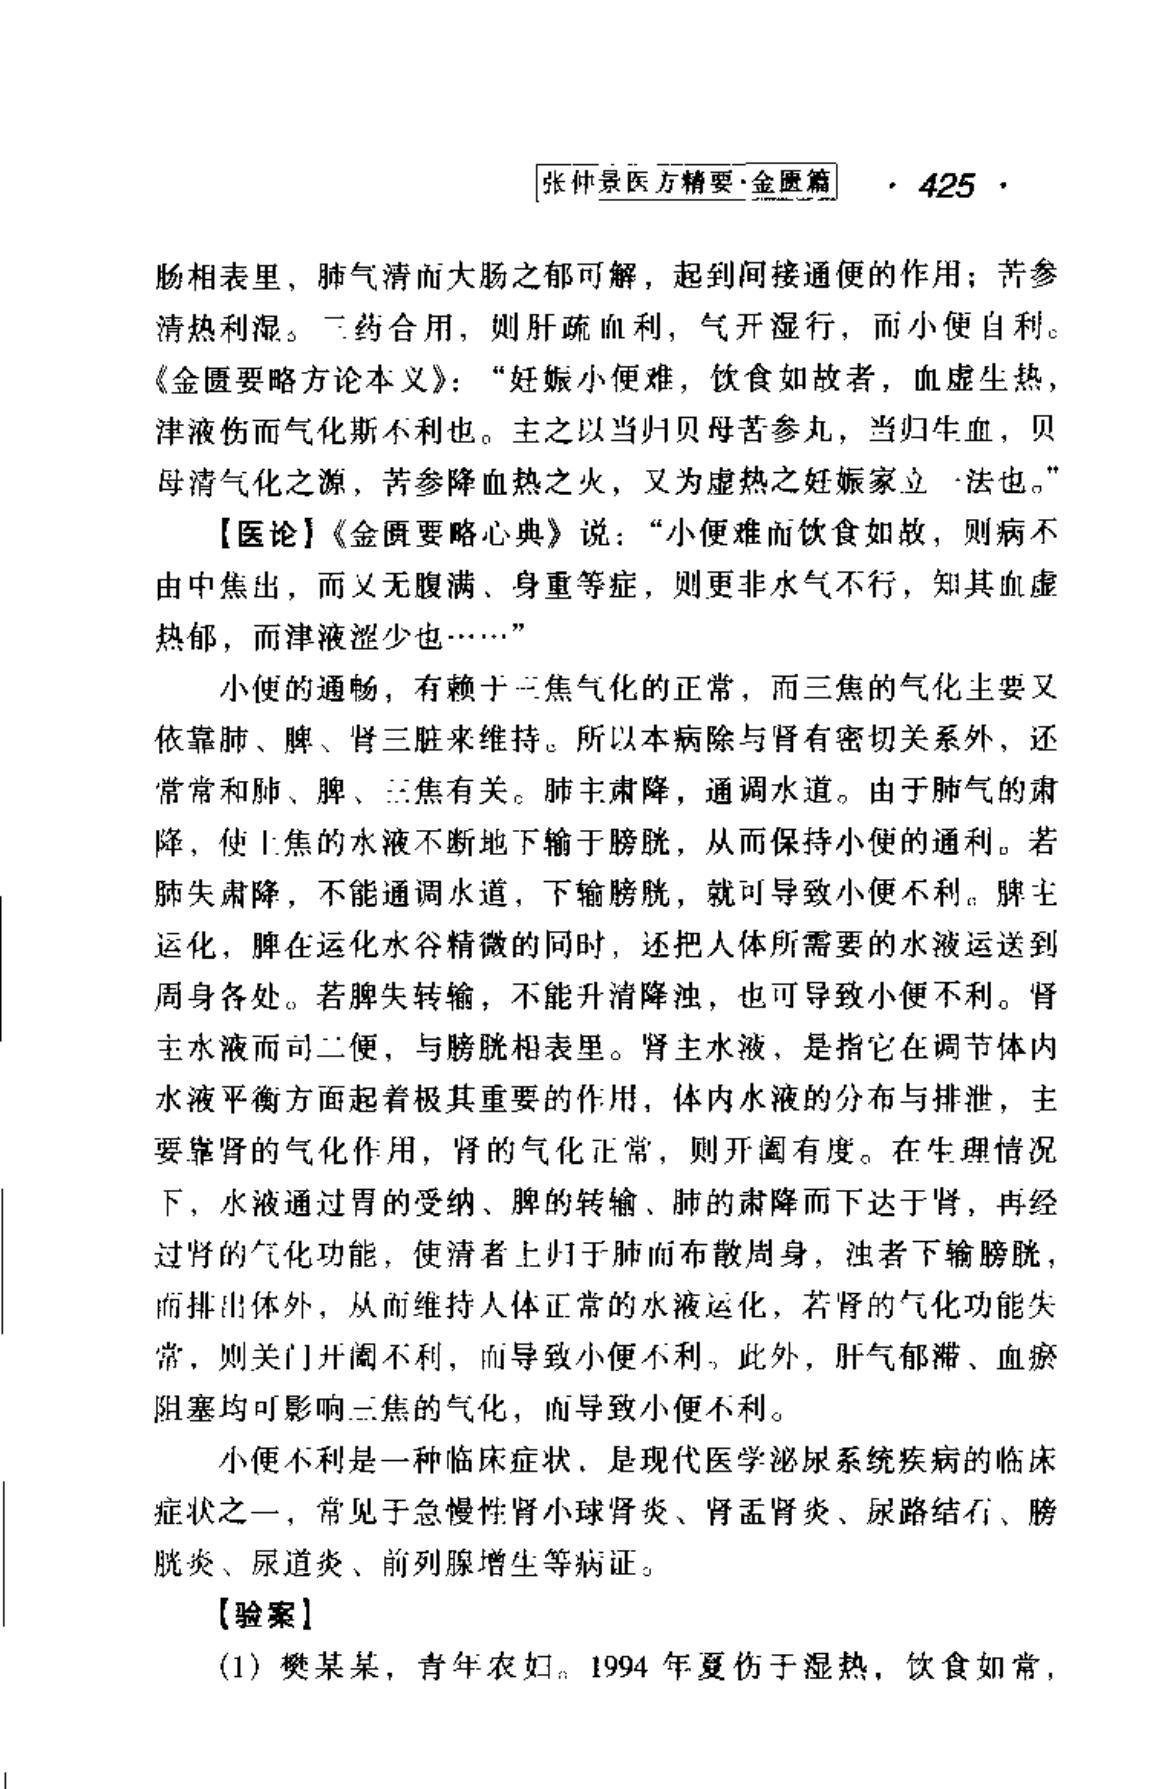 张仲景医方精要·金匮篇 · 425 ·
肠相表里，肺气清而大肠之郁可解，起到间接通便的作用；苦参
清热利湿。三药合用，则肝疏血利，气开湿行，而小便自利。
《金匮要略方论本义》：“妊娠小便难，饮食如故者，血虚生热，
津液伤而气化斯不利也。主之以当归贝母苦参丸，当归生血，贝
母清气化之源，苦参降血热之火，又为虚热之妊娠家立一法也。”
【医论】《金匮要略心典》说：“小便难而饮食如故，则病不
由中焦出，而又无腹满、身重等症，则更非水气不行，知其血虚
热郁，而津液涩少也……”
小便的通畅，有赖于三焦气化的正常，而三焦的气化主要又
依靠肺、脾、肾三脏来维持。所以本病除与肾有密切关系外，还
常常和肺、脾、三焦有关。肺主肃降，通调水道。由于肺气的肃
降，使上焦的水液不断地下输于膀胱，从而保持小便的通利。若
肺失肃降，不能通调水道，下输膀胱，就可导致小便不利。脾主
运化，脾在运化水谷精微的同时，还把人体所需要的水液运送到
周身各处。若脾失转输，不能升清降浊，也可导致小便不利。肾
主水液而司二便，与膀胱相表里。肾主水液，是指它在调节体内
水液平衡方面起着极其重要的作用，体内水液的分布与排泄，主
要靠肾的气化作用，肾的气化正常，则开阖有度。在生理情况
下，水液通过胃的受纳、脾的转输、肺的肃降而下达于肾，再经
过肾的气化功能，使清者上归于肺而布散周身，浊者下输膀胱，
而排出体外，从而维持人体正常的水液运化，若肾的气化功能失
常，则关门开阖不利，而导致小便不利。此外，肝气郁滞、血瘀
阻塞均可影响三焦的气化，而导致小便不利。
小便不利是一种临床症状，是现代医学泌尿系统疾病的临床
症状之一，常见于急慢性肾小球肾炎、肾盂肾炎、尿路结石、膀
胱炎、尿道炎、前列腺增生等病证。
【验案】
（1）樊某某，青年农妇。1994 年夏伤于湿热，饮食如常，